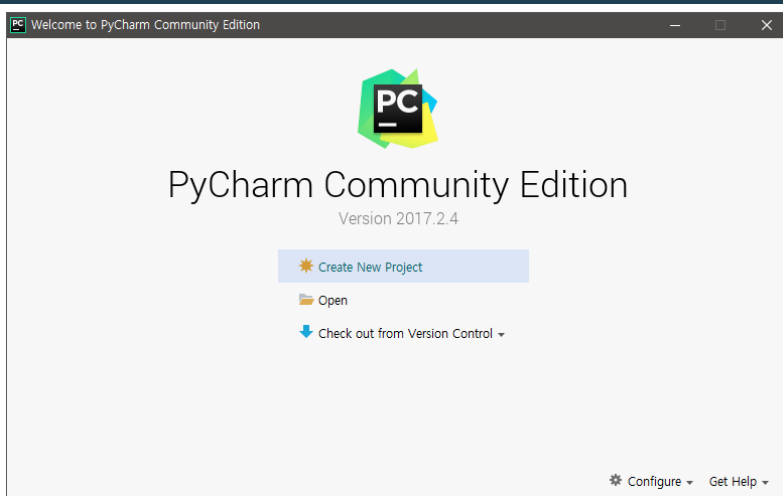 PC Welcome to PyCharm Community Edition
PC
PyCharm Community Edition
Version 2017.2.4
Create New Project
Open
Check out from Version Control
Configure Get Help